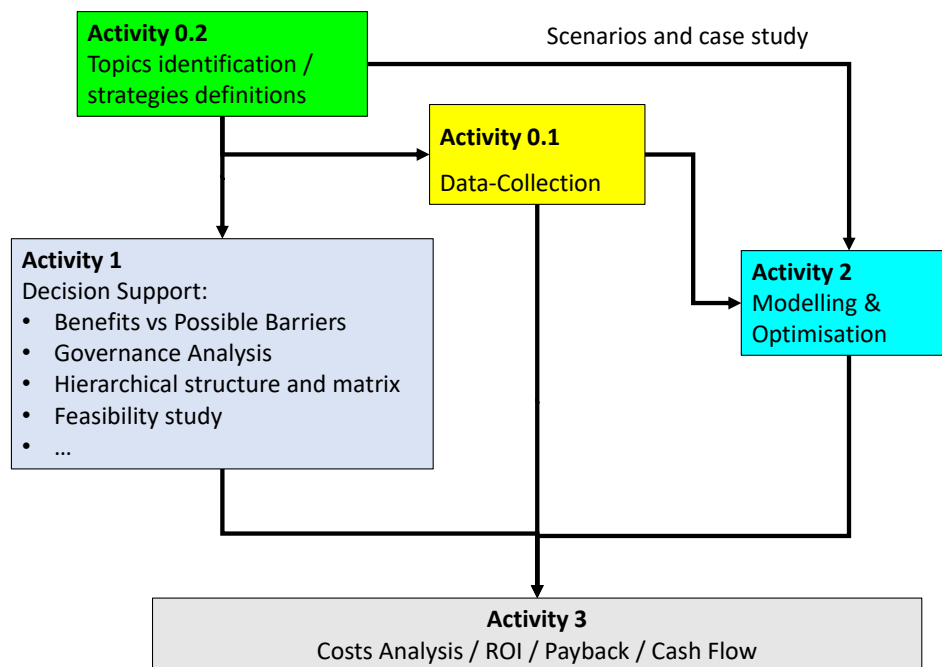 Activity 0.2
Topics identification /
strategies definitions
Scenarios and case study
Activity 0.1
Data-Collection
Activity 1
Decision Support:
• Benefits vs Possible Barriers
• Governance Analysis
• Hierarchical structure and matrix
• Feasibility study
• ...
Activity 2
Modelling &
Optimisation
Activity 3
Costs Analysis / ROI / Payback / Cash Flow